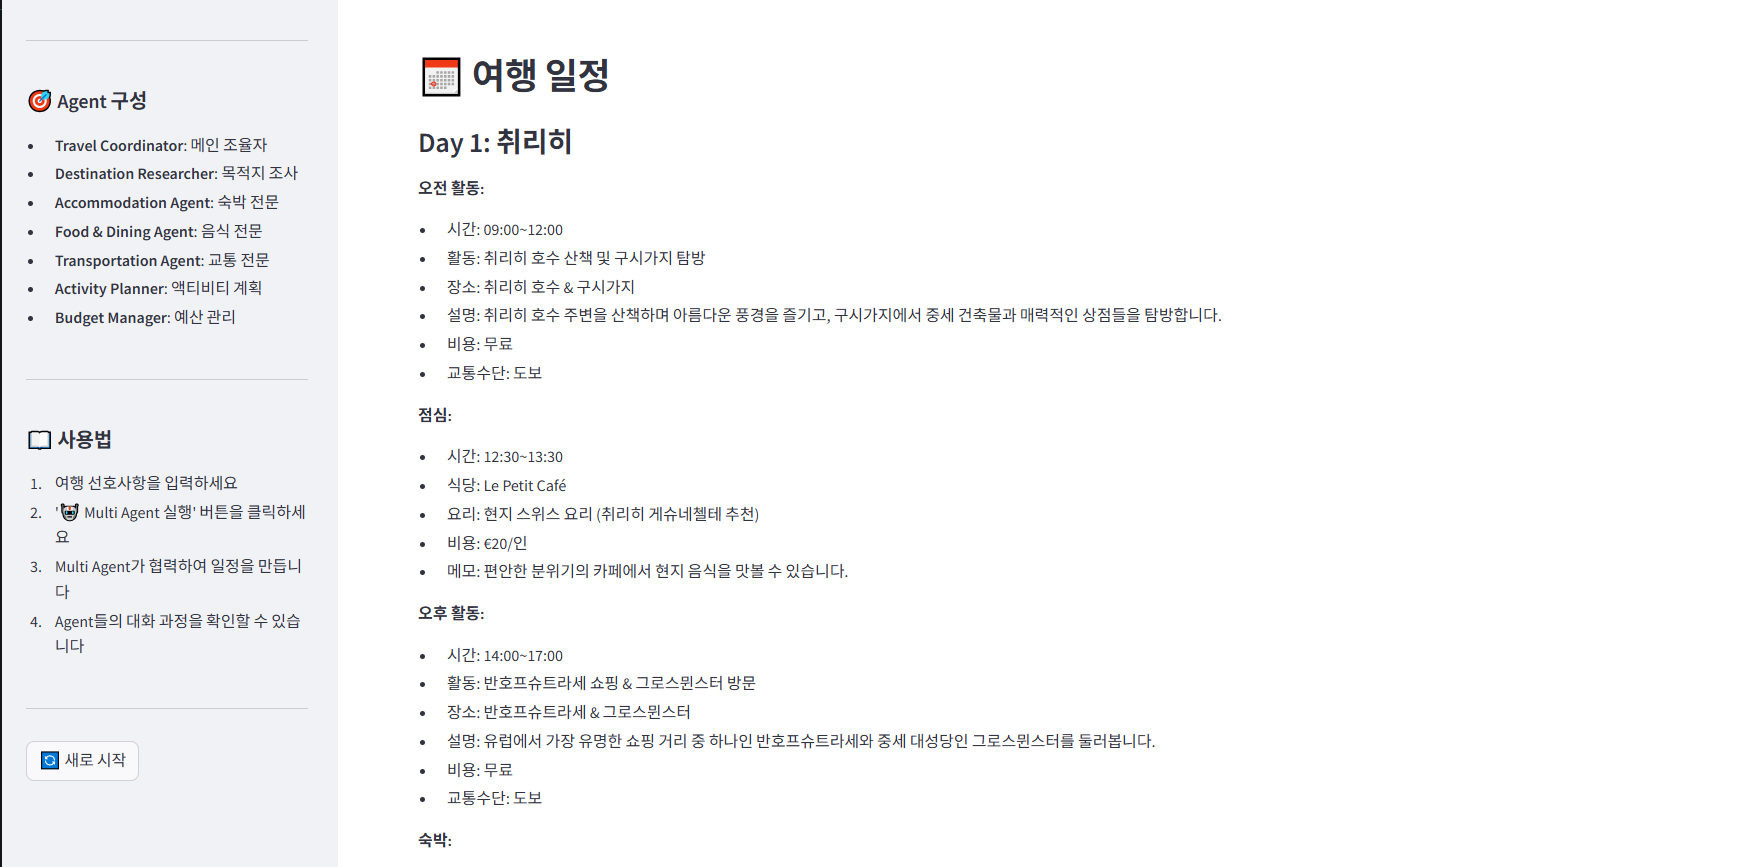 Agent 구성
Travel Coordinator: 메인 조율자
Destination Researcher: 목적지 조사
Accommodation Agent: 숙박 전문
Food & Dining Agent: 음식 전문
Transportation Agent: 교통 전문
Activity Planner: 액티비티 계획
Budget Manager: 예산 관리
사용법
1. 여행 선호사항을 입력하세요
2. '🤖 Multi Agent 실행' 버튼을 클릭하세
요
3. Multi Agent가 협력하여 일정을 만듭니
다
4. Agent들의 대화 과정을 확인할 수 있습
니다
새로 시작
여행 일정
Day 1: 취리히
오전 활동:
시간: 09:00~12:00
활동: 취리히 호수 산책 및 구시가지 탐방
장소: 취리히 호수 & 구시가지
설명: 취리히 호수 주변을 산책하며 아름다운 풍경을 즐기고, 구시가지에서 중세 건축물과 매력적인 상점들을 탐방합니다.
비용: 무료
교통수단: 도보
점심:
시간: 12:30~13:30
식당: Le Petit Café
요리: 현지 스위스 요리 (취리히 게슈네첼테 추천)
비용: €20/인
메모: 편안한 분위기의 카페에서 현지 음식을 맛볼 수 있습니다.
오후 활동:
시간: 14:00~17:00
활동: 반호프슈트라세 쇼핑 & 그로스뮌스터 방문
장소: 반호프슈트라세 & 그로스뮌스터
설명: 유럽에서 가장 유명한 쇼핑 거리 중 하나인 반호프슈트라세와 중세 대성당인 그로스뮌스터를 둘러봅니다.
비용: 무료
교통수단: 도보
숙박: